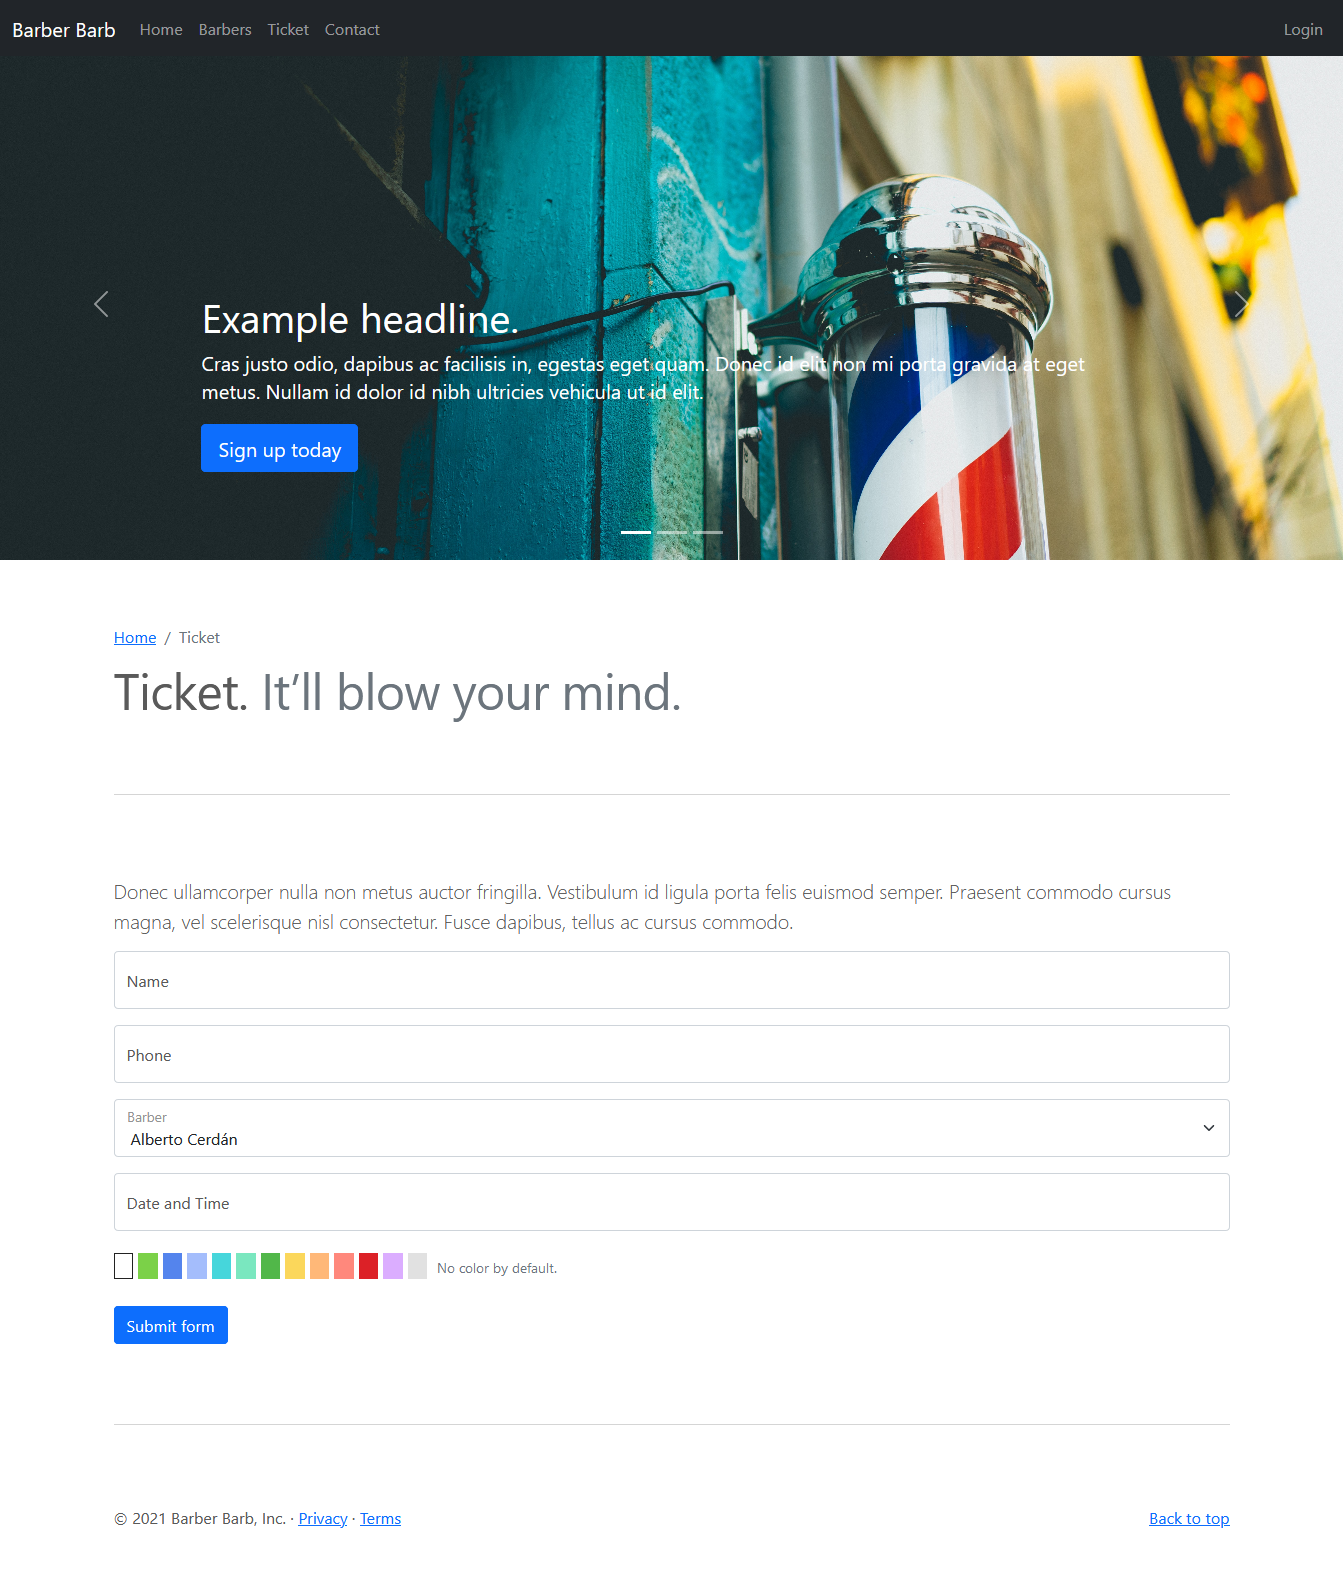 Barber Barb Home Barbers Ticket Contact Login
Example headline.
Cras justo odio, dapibus ac facilisis in, egestas eget quam. Donec id elit non mi porta gravida at eget
metus. Nullam id dolor id nibh ultricies vehicula ut id elit.
Sign up today
Home / Ticket
Ticket. It’ll blow your mind.
Donec ullamcorper nulla non metus auctor fringilla. Vestibulum id ligula porta felis euismod semper. Praesent commodo cursus
magna, vel scelerisque nisl consectetur. Fusce dapibus, tellus ac cursus commodo.
Name
Phone
Barber
Alberto Cerdán
Date and Time
No color by default.
Submit form
© 2021 Barber Barb, Inc. · Privacy · Terms Back to top